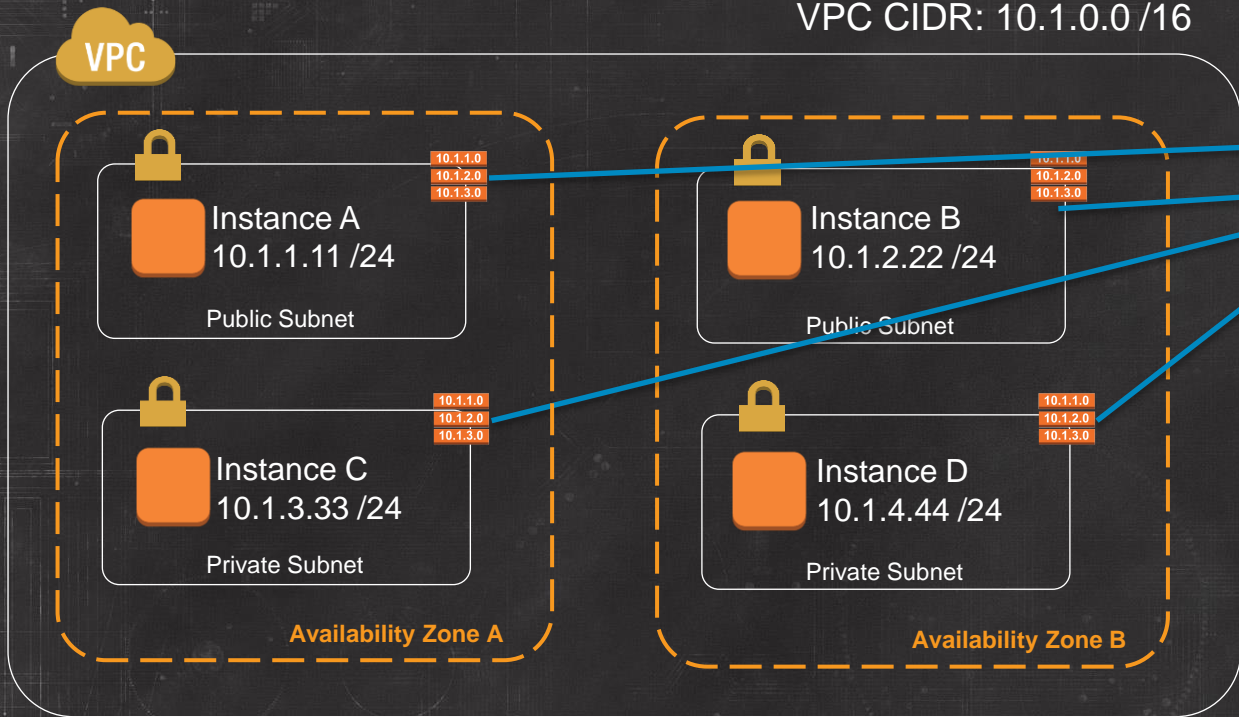 VPC CIDR: 10.1.0.0 /16
VPC
10.1.1.0
10.1.2.0
10.1.3.0
Instance A
10.1.1.11 /24
Public Subnet
10.1.1.0
10.1.2.0
10.1.3.0
Instance B
10.1.2.22 /24
Public Subnet
10.1.1.0
10.1.2.0
10.1.3.0
Instance C
10.1.3.33 /24
Private Subnet
Availability Zone A
10.1.1.0
10.1.2.0
10.1.3.0
Instance D
10.1.4.44 /24
Private Subnet
Availability Zone B